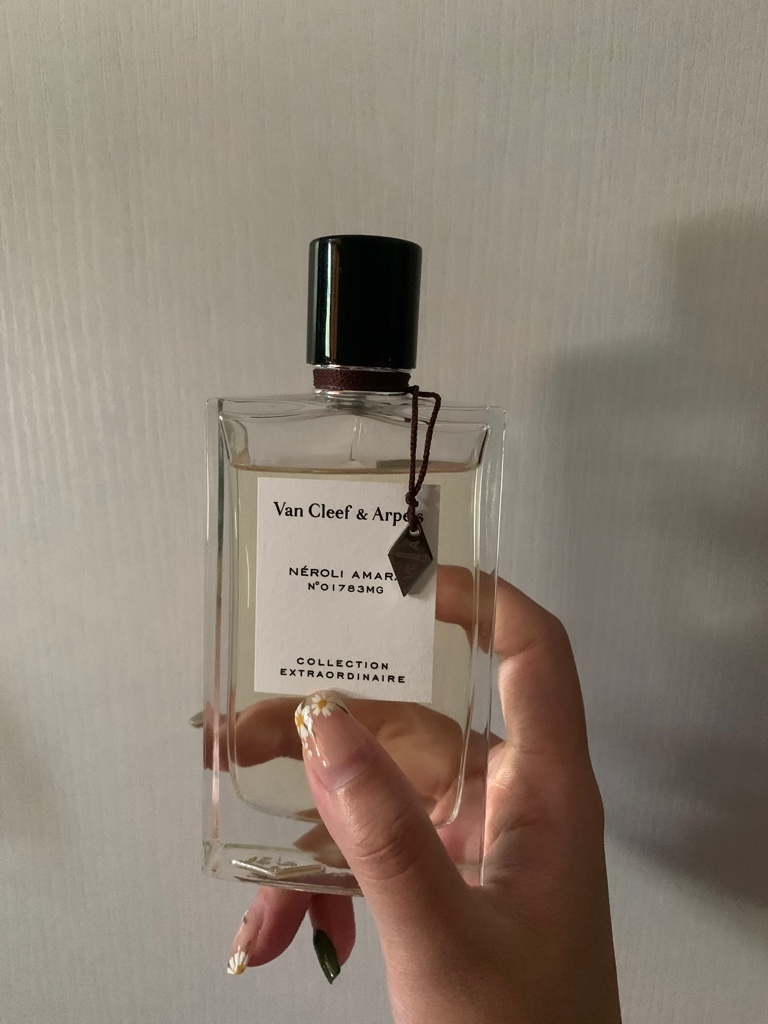 Van Cleef & Arpels
NÉROLI AMARA
N°01783MG
COLLECTION
EXTRAORDINAIRE